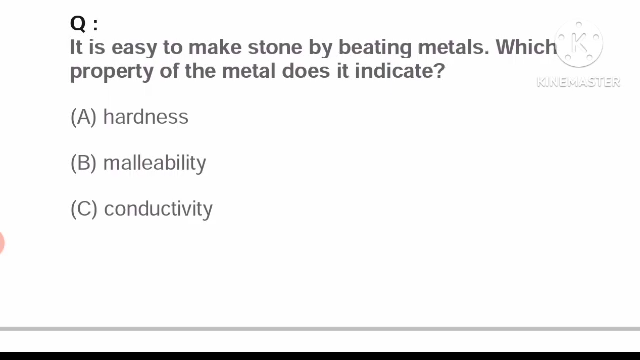 Q :
It is easy to make stone by beating metals. Which
property of the metal does it indicate?
(A) hardness
(B) malleability
(C) conductivity
K
KINEMASTER